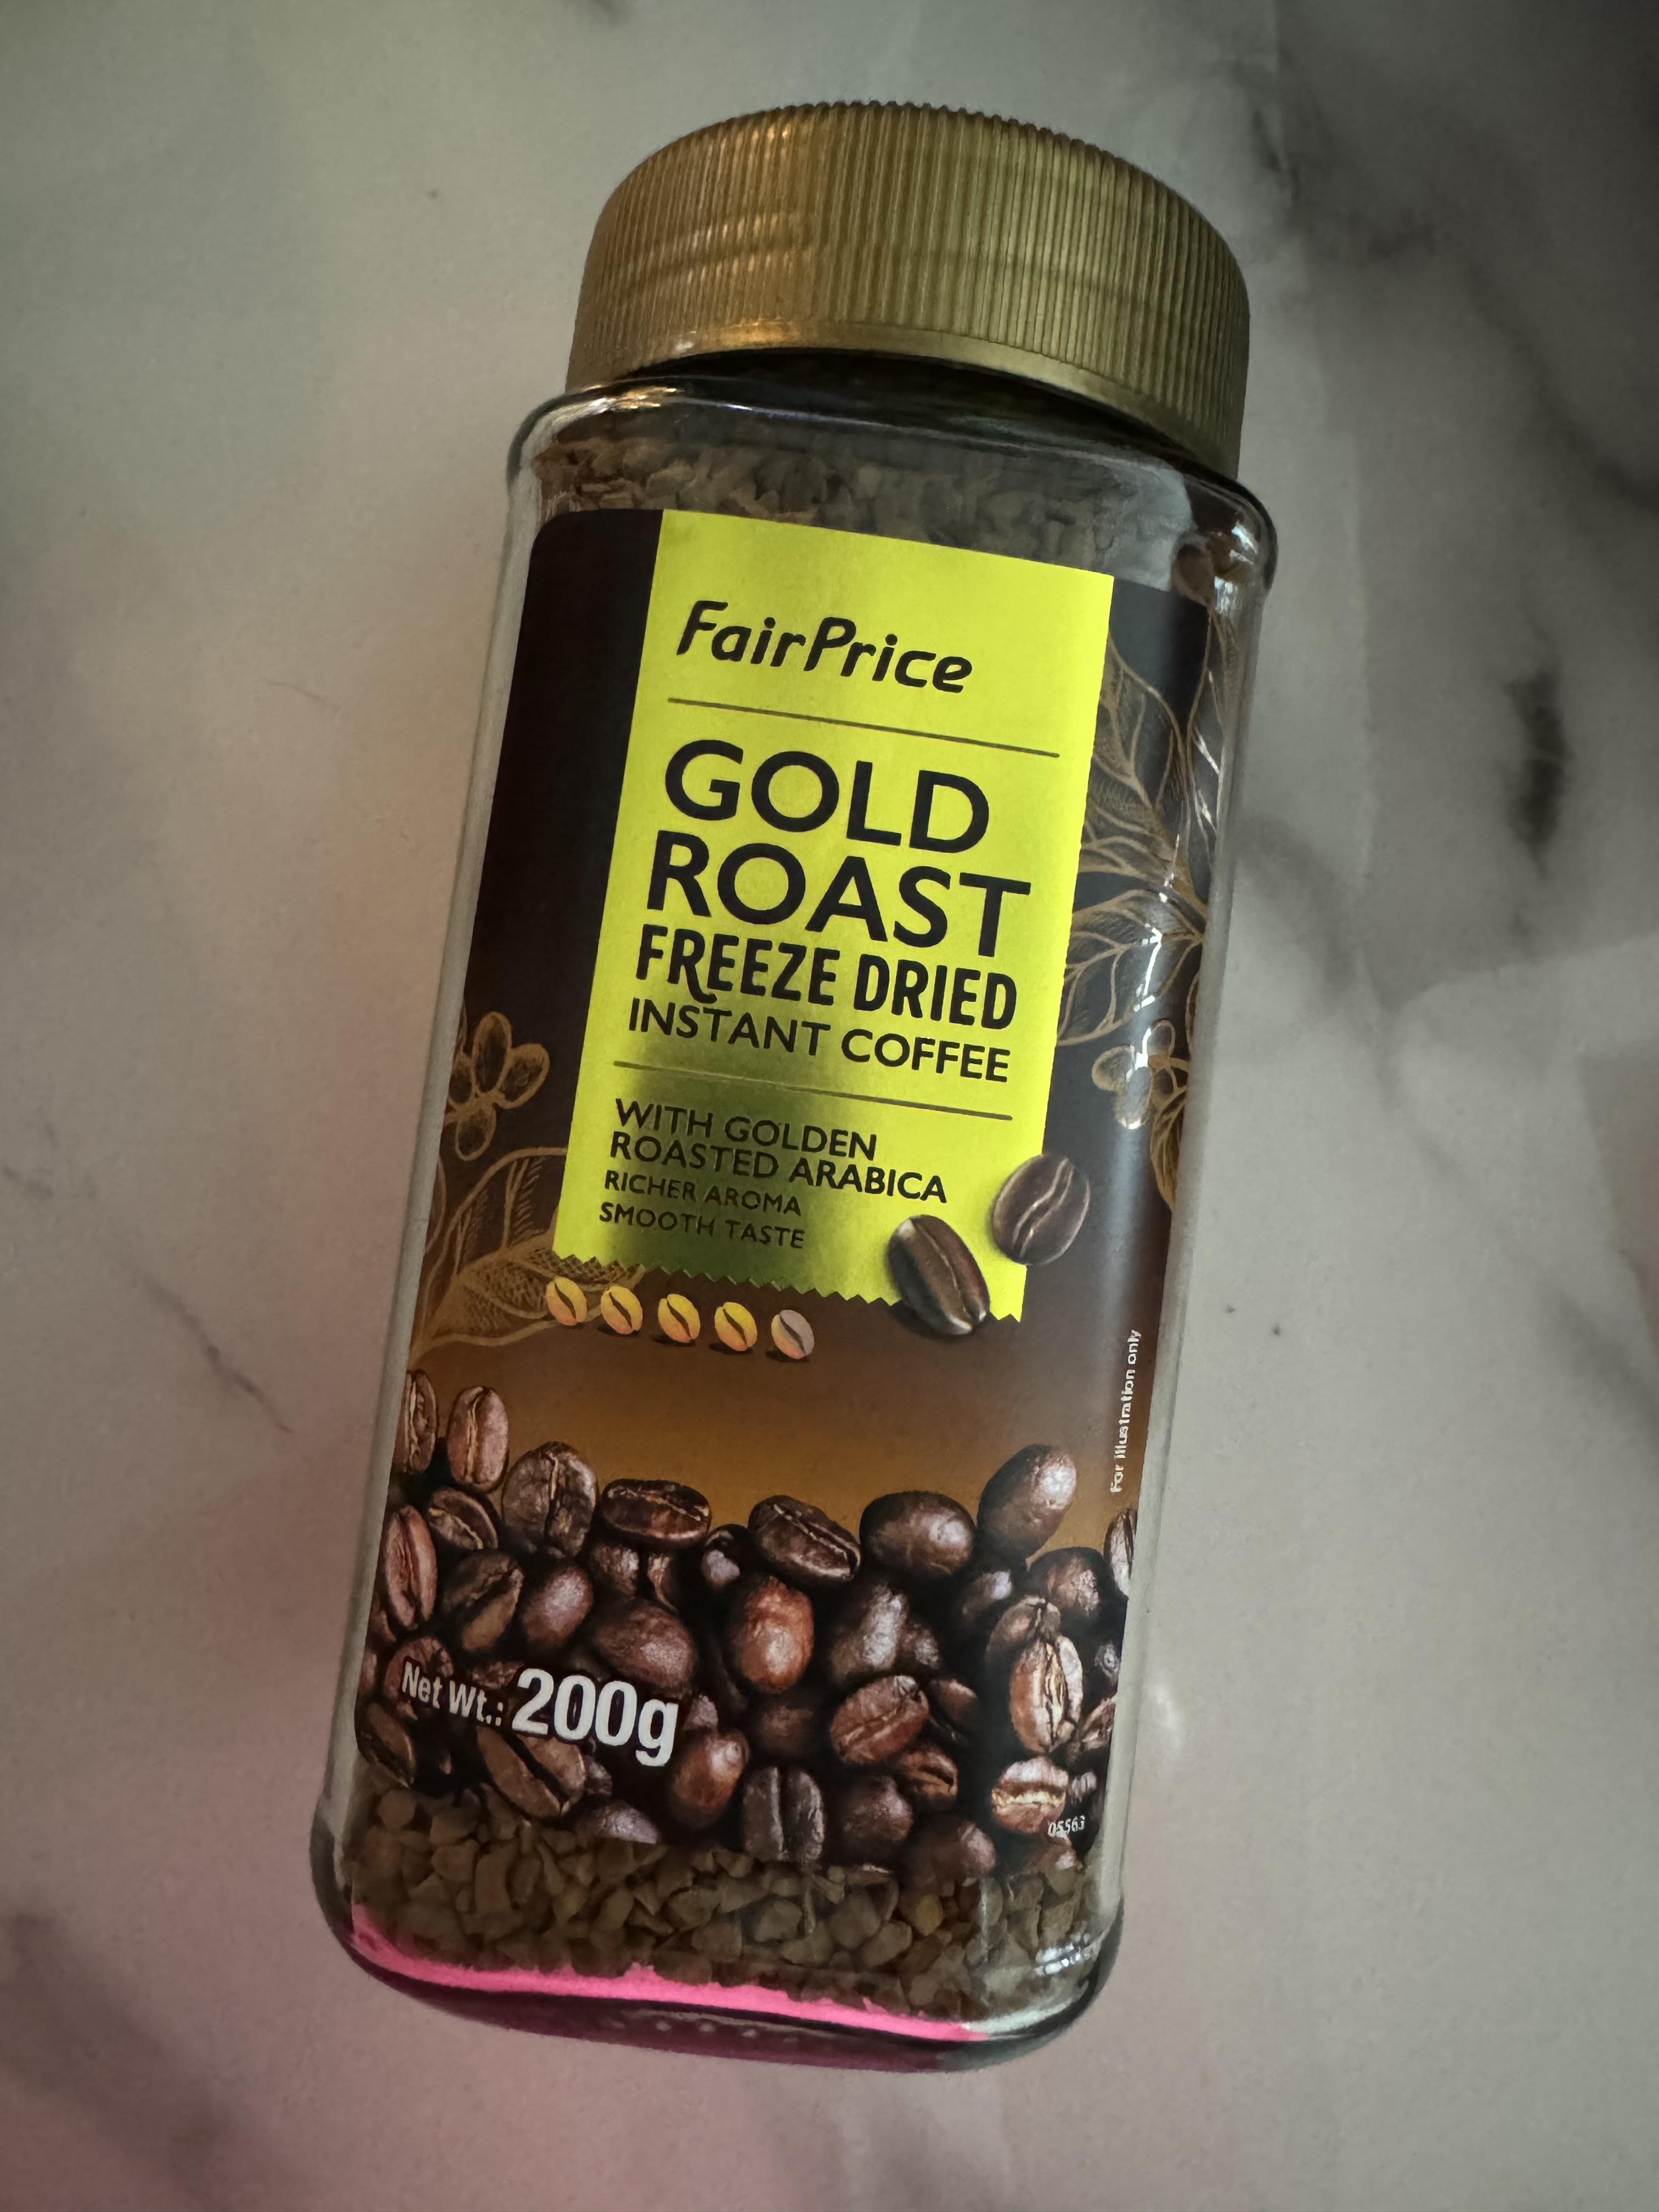 FairPrice
GOLD
ROAST
FREEZE DRIED
INSTANT COFFEE
WITH GOLDEN
ROASTED ARABICA
RICHER AROMA
SMOOTH TASTE
For illustration only
Net Wt.: 200g
05563